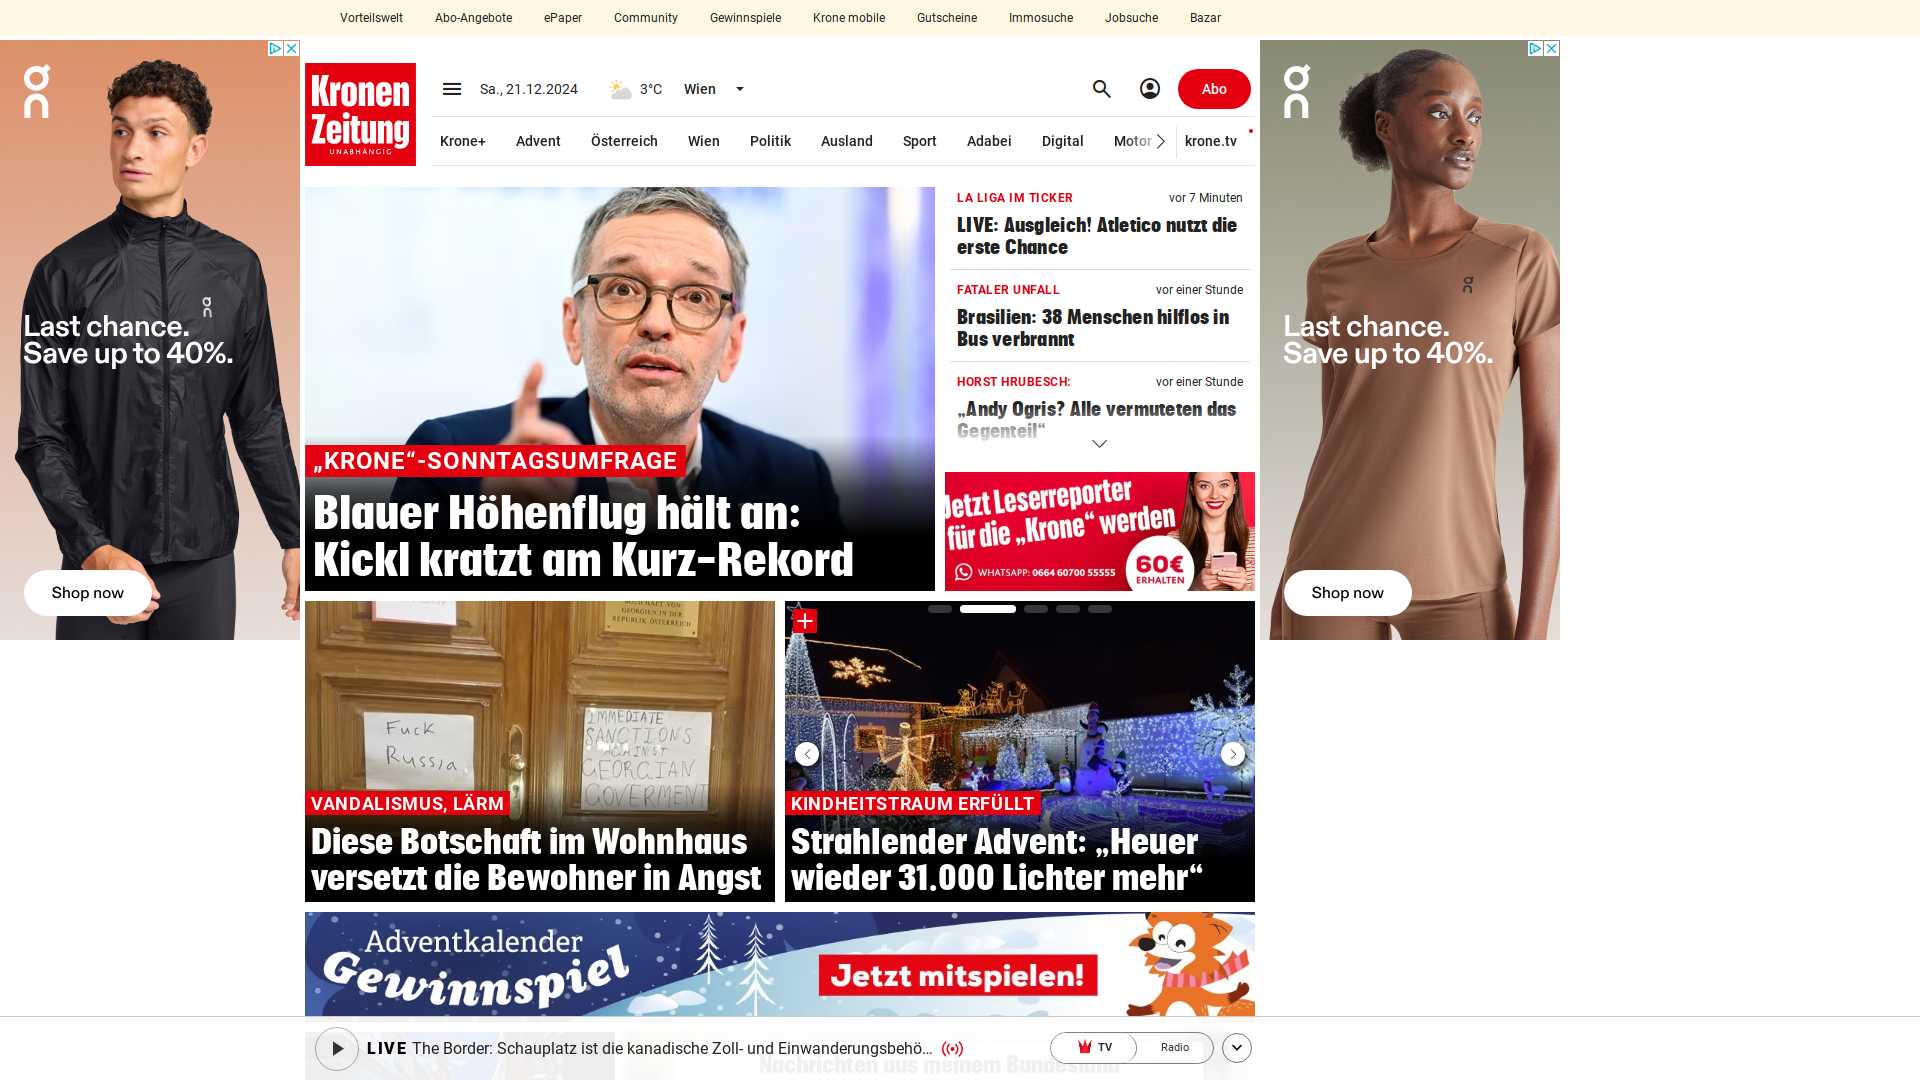 Vorteilswelt Abo-Angebote ePaper Community Gewinnspiele Krone mobile Gutscheine Immosuche Jobsuche Bazar
Kronen
Zeitung
UNABHÄNGIG
Sa., 21.12.2024 3°C Wien
Abo
Krone+ Advent Österreich Wien Politik Ausland Sport Adabei Digital Motor krone.tv
on
Last chance.
Save up to 40%.
Shop now
„KRONE“-SONNTAGSUMFRAGE
Blauer Höhenflug hält an:
Kickl kratzt am Kurz-Rekord
LA LIGA IM TICKER vor 7 Minuten
LIVE: Ausgleich! Atletico nutzt die
erste Chance
FATALER UNFALL vor einer Stunde
Brasilien: 38 Menschen hilflos in
Bus verbrannt
HORST HRUBESCH: vor einer Stunde
„Andy Ogris? Alle vermuteten das
Gegenteil“
Jetzt Leserreporter
für die „Krone“ werden
WHATSAPP: 0664 60700 55555
60€
ERHALTEN
on
Last chance.
Save up to 40%.
Shop now
GEORGIEN IN DER
REPUBLIK ÖSTERREICH
Fuck
Russia
IMMEDIATE
SANCTIONS
AGAINST
GEORGIAN
GOVERMENT
VANDALISMUS, LÄRM
Diese Botschaft im Wohnhaus
versetzt die Bewohner in Angst
KINDHEITSTRAUM ERFÜLLT
Strahlender Advent: „Heuer
wieder 31.000 Lichter mehr“
Adventkalender
Gewinnspiel
Jetzt mitspielen!
LIVE The Border: Schauplatz ist die kanadische Zoll- und Einwanderungsbehö...
TV Radio
Nachrichten aus meinem Bundesland